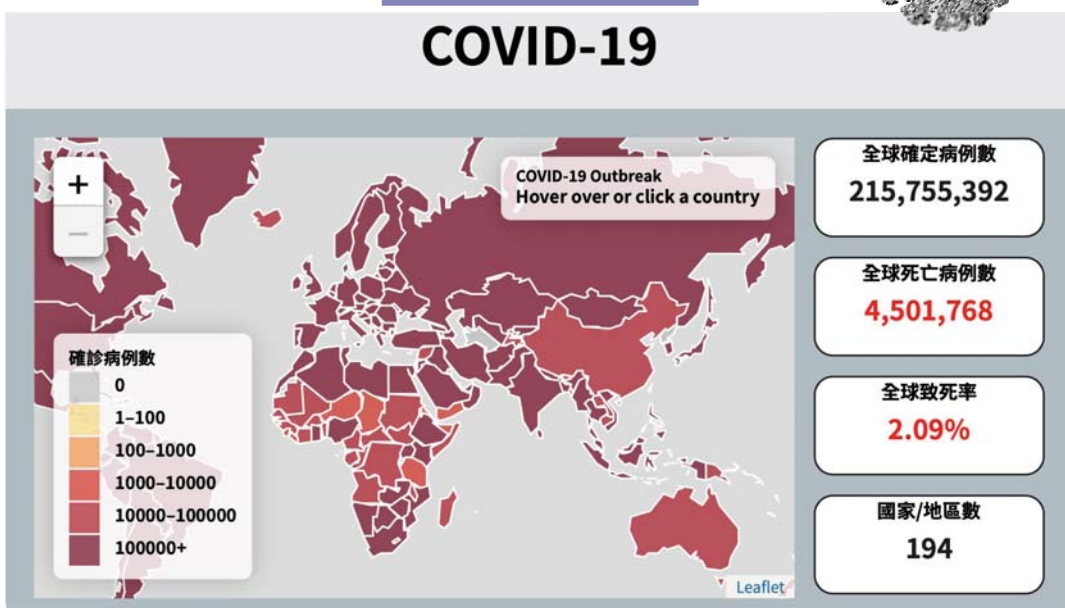 COVID-19
+
−
COVID-19 Outbreak
Hover over or click a country
確診病例數
0
1–100
100–1000
1000–10000
10000–100000
100000+
Leaflet
全球確定病例數
215,755,392
全球死亡病例數
4,501,768
全球致死率
2.09%
國家/地區數
194